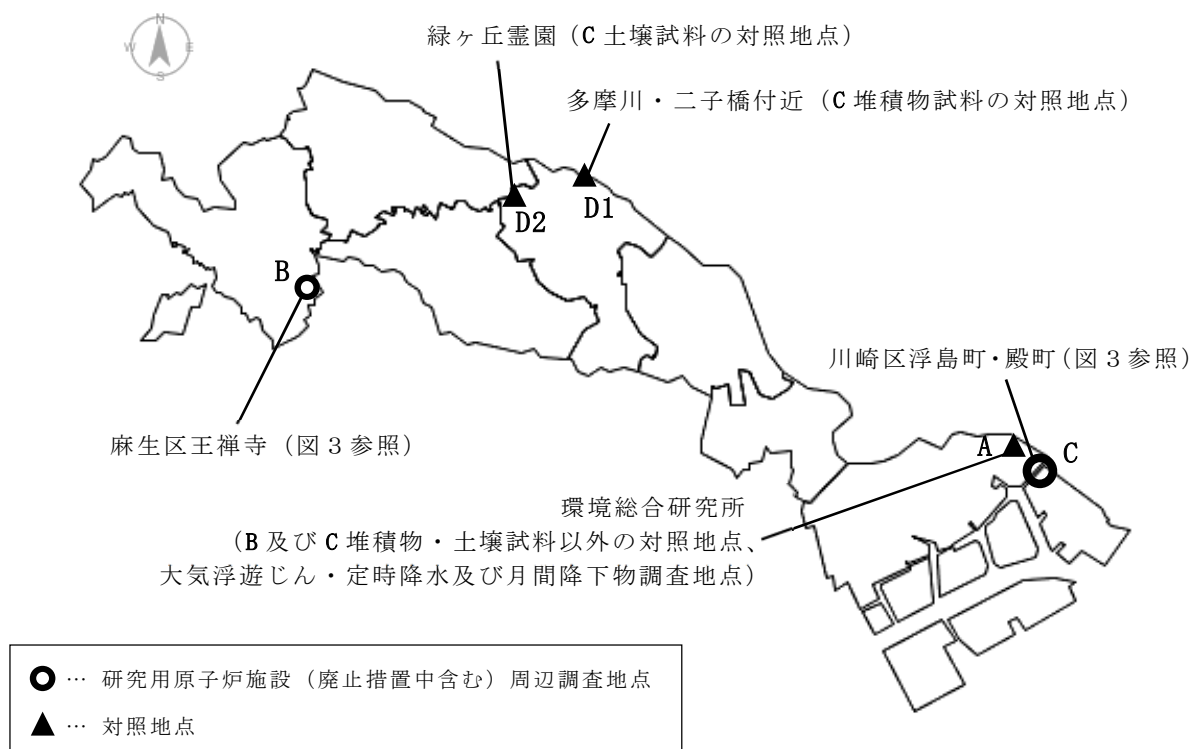 N
W E
S
緑ヶ丘霊園（C 土壌試料の対照地点）
多摩川・二子橋付近（C 堆積物試料の対照地点）
D2
D1
B
川崎区浮島町・殿町（図３参照）
麻生区王禅寺（図３参照）
A
C
環境総合研究所
（B 及び C 堆積物・土壌試料以外の対照地点、
大気浮遊じん・定時降水及び月間降下物調査地点）
… 研究用原子炉施設（廃止措置中含む）周辺調査地点
… 対照地点